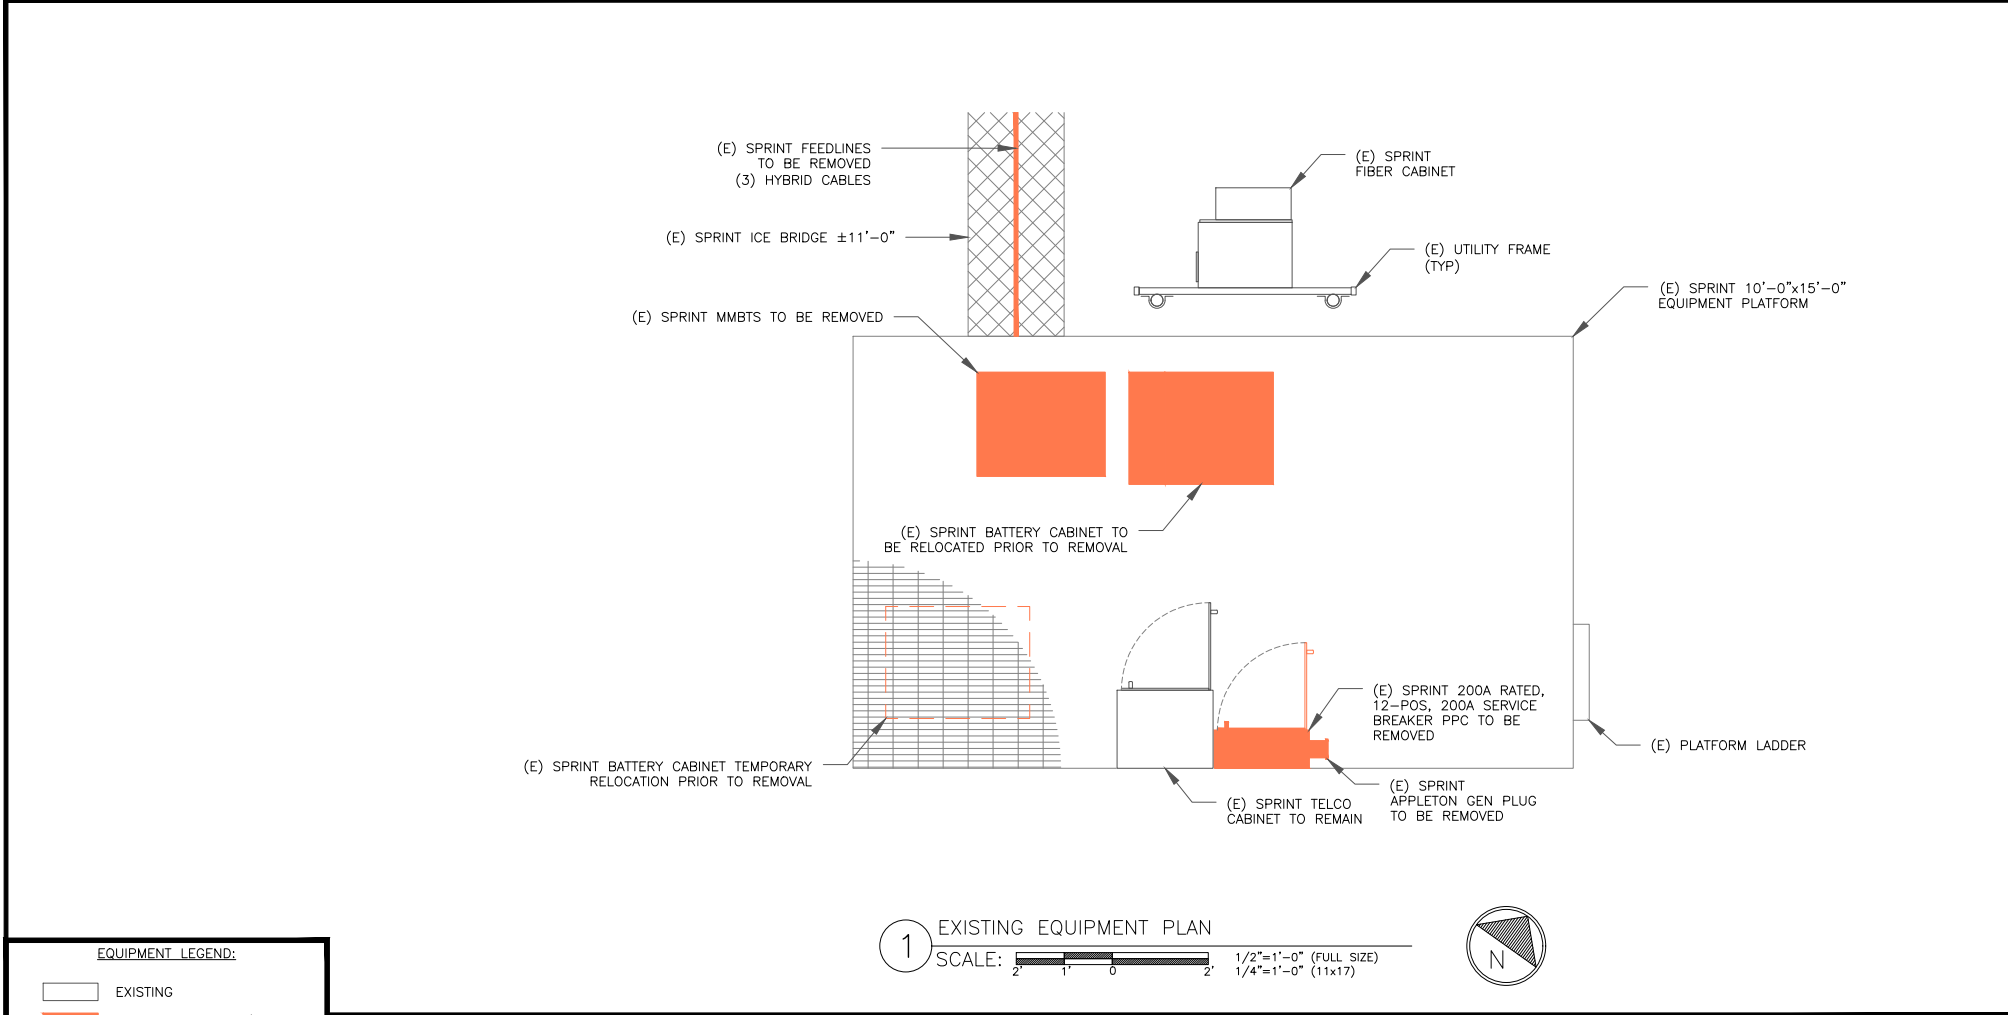 (E) SPRINT FEEDLINES
TO BE REMOVED
(3) HYBRID CABLES
(E) SPRINT
FIBER CABINET
(E) SPRINT ICE BRIDGE ±11'-0"
(E) UTILITY FRAME
(TYP)
(E) SPRINT 10'-0"x15'-0"
EQUIPMENT PLATFORM
(E) SPRINT MMBTS TO BE REMOVED
(E) SPRINT BATTERY CABINET TO
BE RELOCATED PRIOR TO REMOVAL
(E) SPRINT 200A RATED,
12-POS, 200A SERVICE
BREAKER PPC TO BE
REMOVED
(E) PLATFORM LADDER
(E) SPRINT BATTERY CABINET TEMPORARY
RELOCATION PRIOR TO REMOVAL
(E) SPRINT
APPLETON GEN PLUG
TO BE REMOVED
(E) SPRINT TELCO
CABINET TO REMAIN
1
EXISTING EQUIPMENT PLAN
SCALE:
2' 1' 0 2'
1/2"=1'-0" (FULL SIZE)
1/4"=1'-0" (11x17)
N
EQUIPMENT LEGEND:
EXISTING